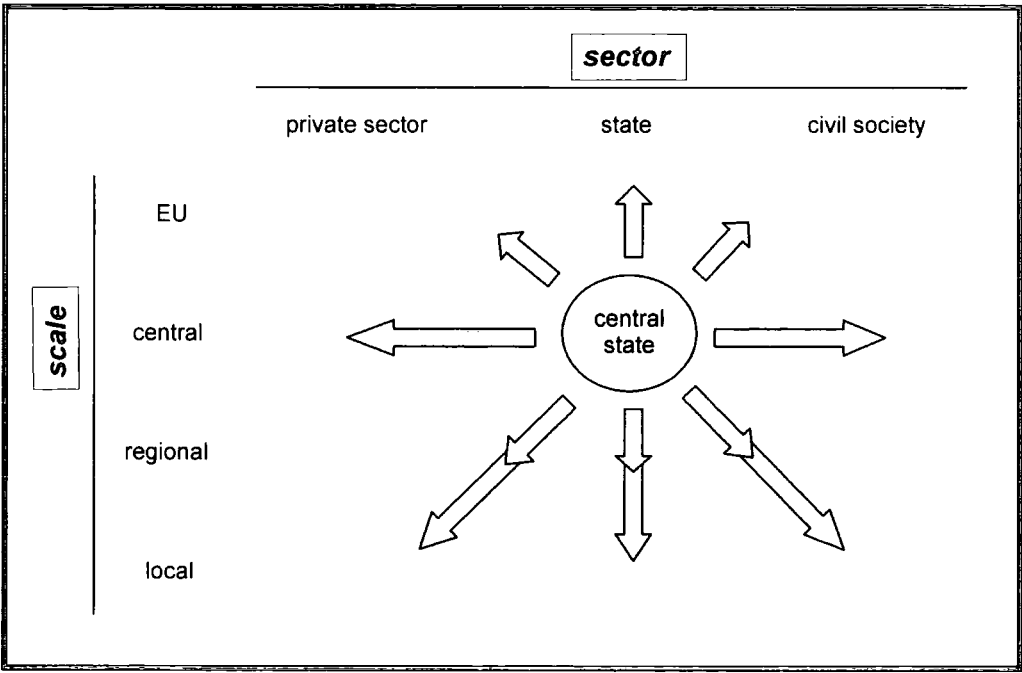 sector
private sector
state
civil society
EU
scale
central
central
state
regional
local